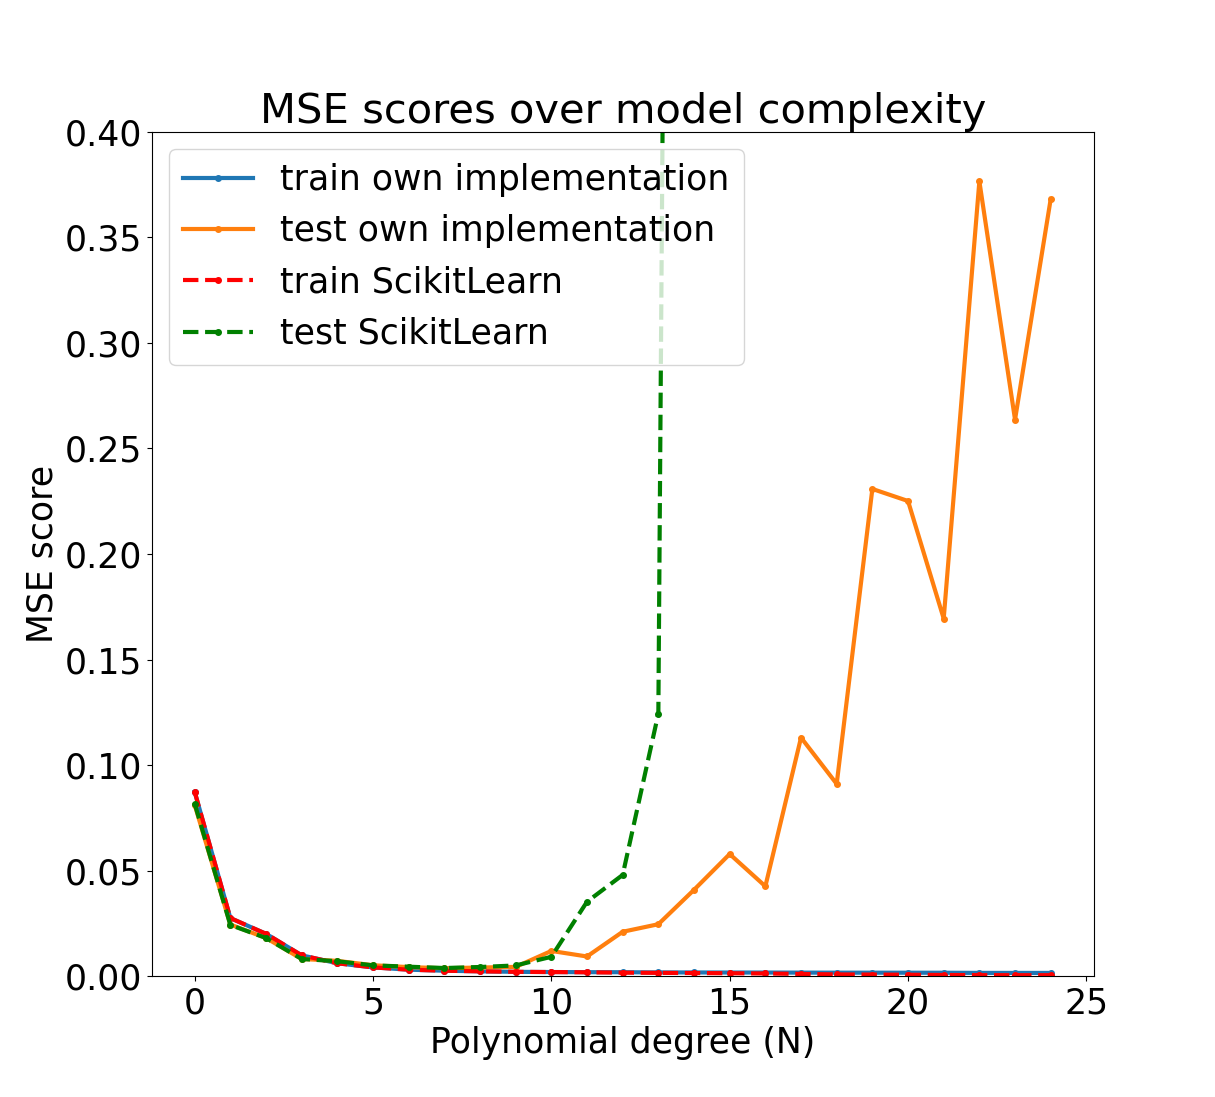 MSE scores over model complexity
0.40
0.35
0.30
0.25
0.20
0.15
0.10
0.05
0.00
MSE score
train own implementation
test own implementation
train ScikitLearn
test ScikitLearn
0 5 10 15 20 25
Polynomial degree (N)